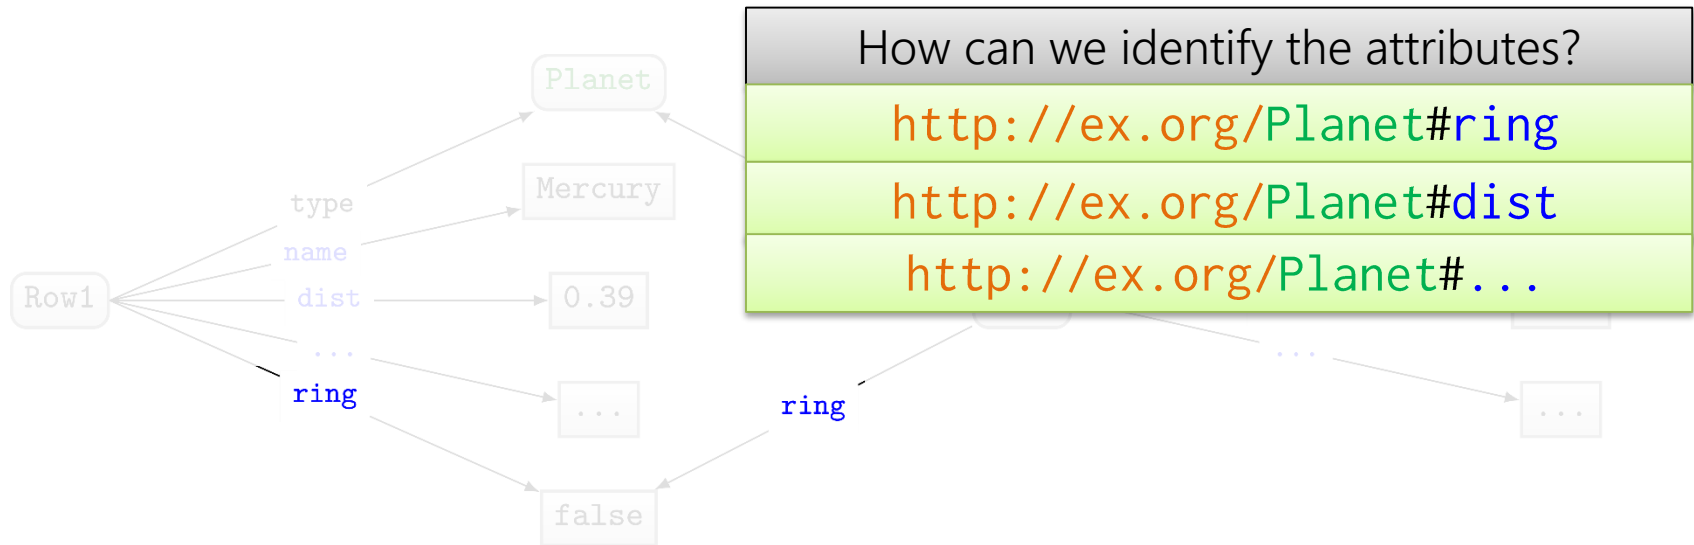 How can we identify the attributes?
http://ex.org/Planet#ring
http://ex.org/Planet#dist
http://ex.org/Planet#...
Planet
type
Mercury
name
Row1
dist
0.39
...
...
ring
...
ring
...
false